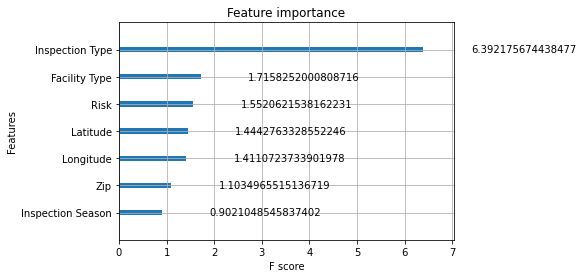 Feature importance
Features
Inspection Type 6.392175674438477
Facility Type 1.7158252000808716
Risk 1.5520621538162231
Latitude 1.4442763328552246
Longitude 1.4110723733901978
Zip 1.1034965515136719
Inspection Season 0.9021048545837402
0 1 2 3 4 5 6 7
F score